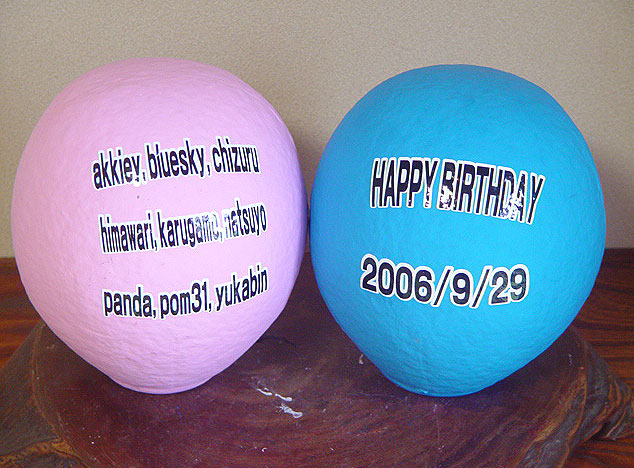 akkiey, bluesky, chizuru
himawari, karugamo, natsuyo
panda, pom31, yukabin
HAPPY BIRTHDAY
2006/9/29